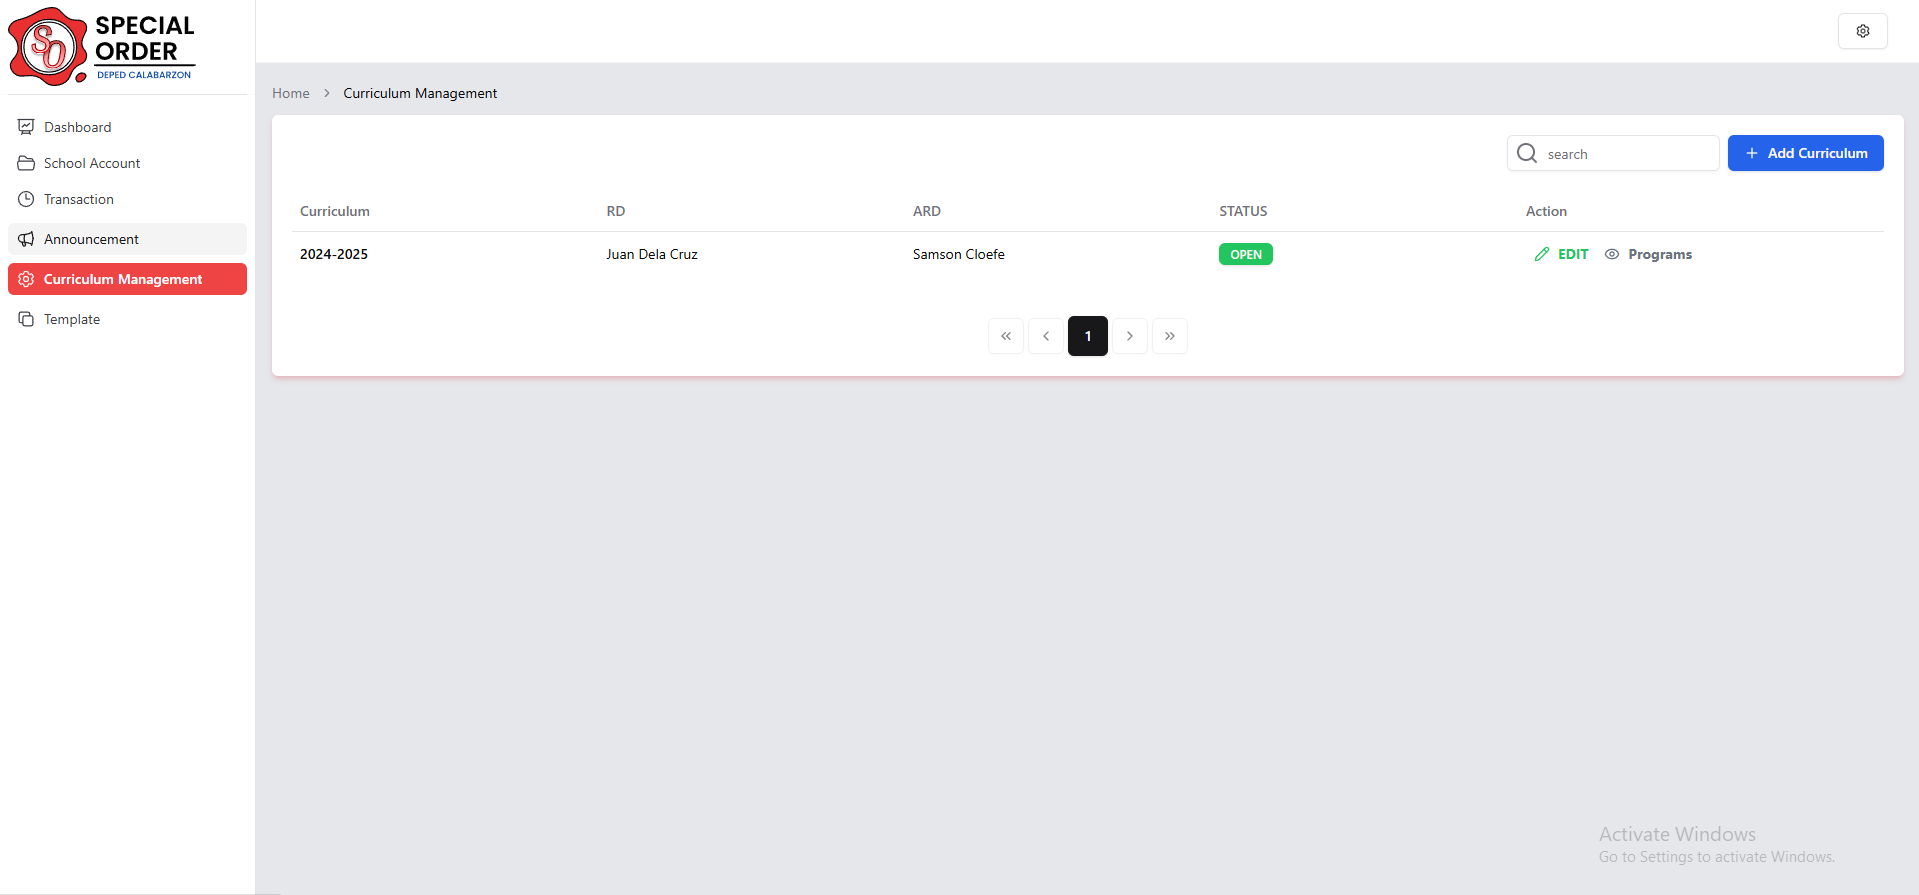 SO
SPECIAL
ORDER
DEPED CALABARZON
Dashboard
School Account
Transaction
Announcement
Curriculum Management
Template
Home > Curriculum Management
search
+ Add Curriculum
Curriculum RD ARD STATUS Action
2024-2025 Juan Dela Cruz Samson Cloefe OPEN EDIT Programs
« ‹ 1 › »
Activate Windows
Go to Settings to activate Windows.